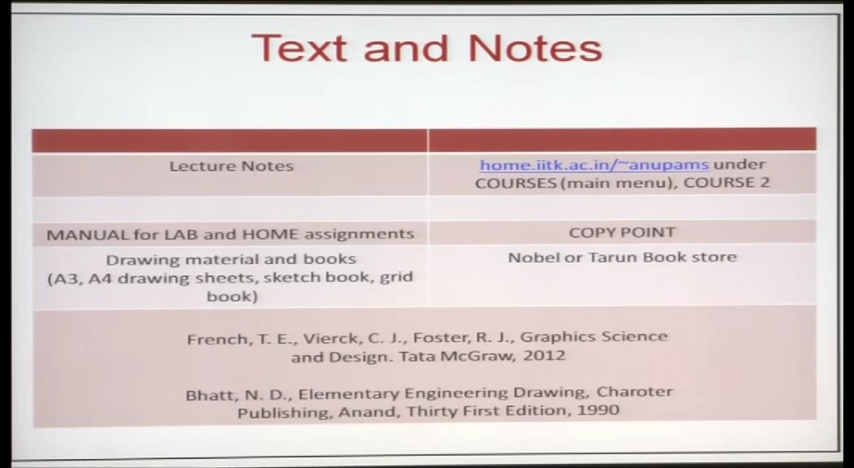 Text and Notes
Lecture Notes
home.iitk.ac.in/~anupams under
COURSES (main menu), COURSE 2
MANUAL for LAB and HOME assignments
COPY POINT
Drawing material and books
(A3, A4 drawing sheets, sketch book, grid
book)
Nobel or Tarun Book store
French, T. E., Vierck, C. J., Foster, R. J., Graphics Science
and Design. Tata McGraw, 2012
Bhatt, N. D., Elementary Engineering Drawing, Charoter
Publishing, Anand, Thirty First Edition, 1990